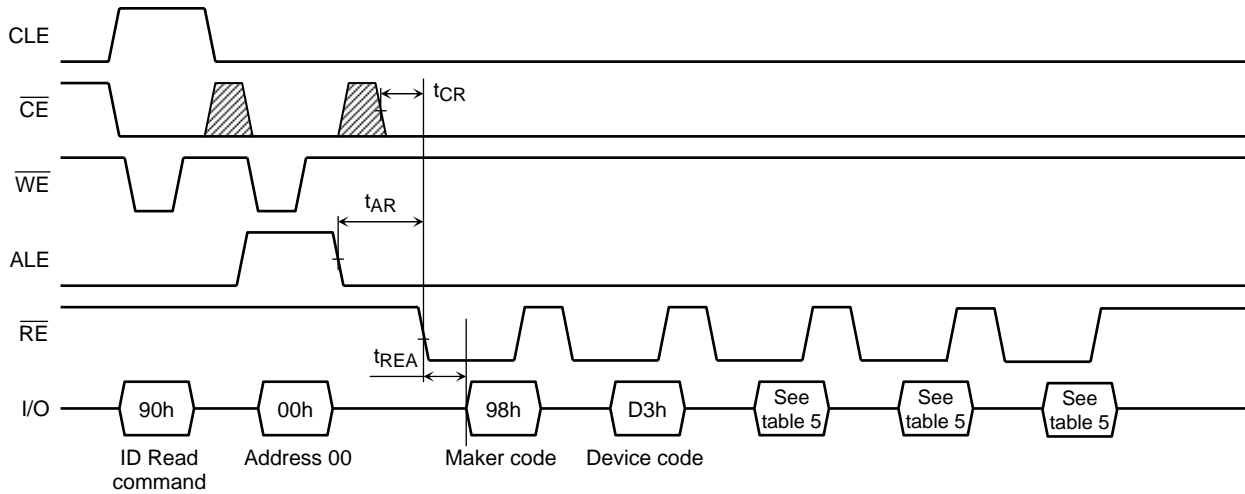 CLE
tCR
CE
WE
tAR
ALE
RE
tREA
I/O 90h 00h 98h D3h See table 5 See table 5 See table 5
ID Read command
Address 00
Maker code
Device code